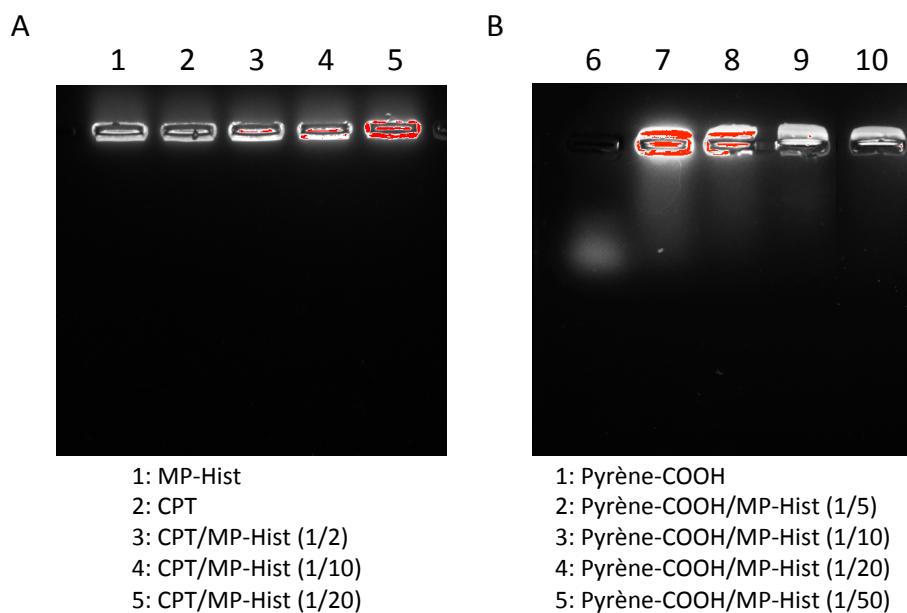 A
B
1 2 3 4 5
6 7 8 9 10
1: MP-Hist
2: CPT
3: CPT/MP-Hist (1/2)
4: CPT/MP-Hist (1/10)
5: CPT/MP-Hist (1/20)
1: Pyrène-COOH
2: Pyrène-COOH/MP-Hist (1/5)
3: Pyrène-COOH/MP-Hist (1/10)
4: Pyrène-COOH/MP-Hist (1/20)
5: Pyrène-COOH/MP-Hist (1/50)